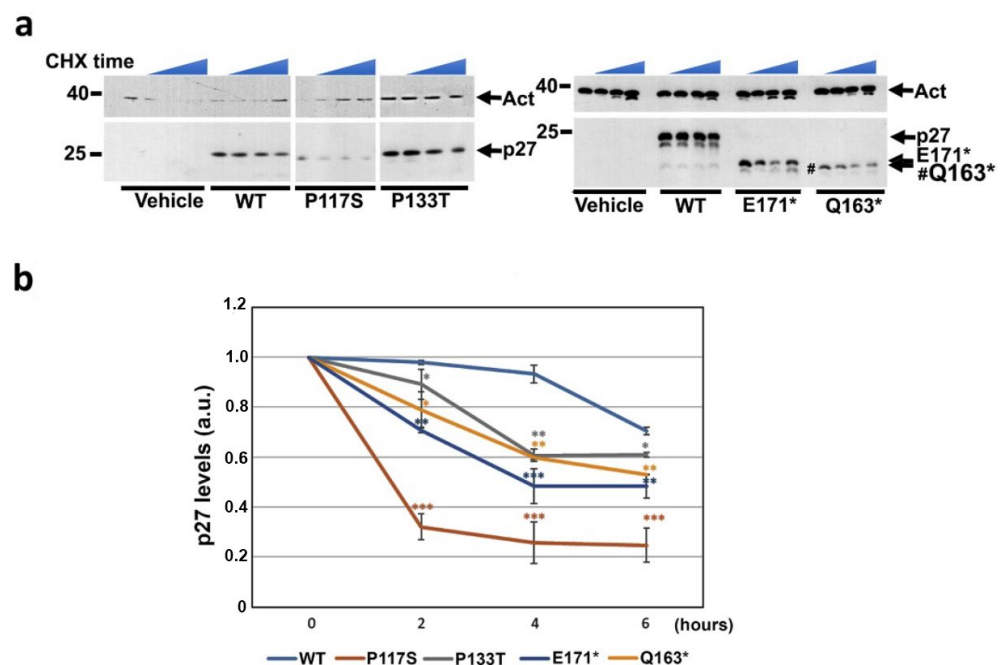 a
CHX time
40
Act
25
p27
Vehicle WT P117S P133T
40
Act
25
p27
E171*
#
#Q163*
Vehicle WT E171* Q163*
b
1.2
1.0
0.8
0.6
0.4
0.2
0
p27 levels (a.u.)
*
*
**
**
**
***
*
**
**
***
***
***
0 2 4 6 (hours)
WT P117S P133T E171* Q163*